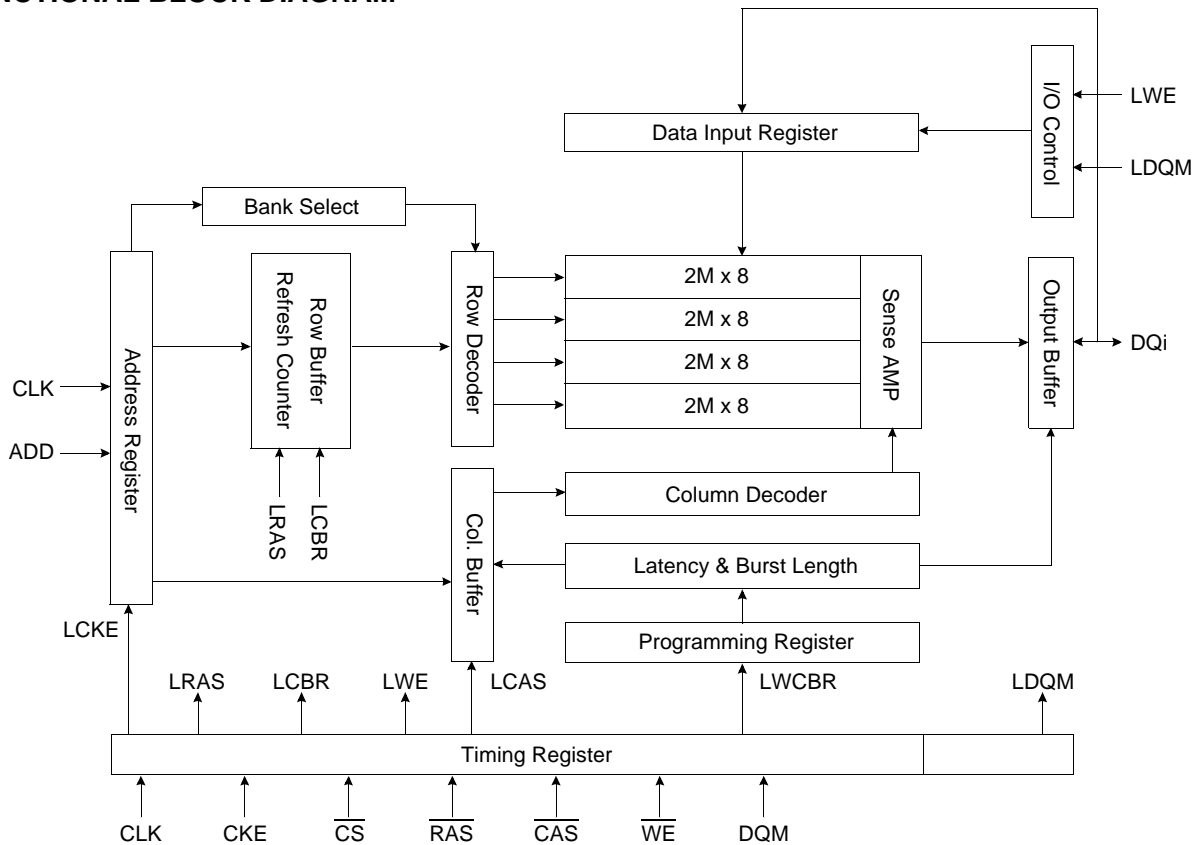 LWE
I/O Control
Data Input Register
LDQM
Bank Select
2M x 8
2M x 8
2M x 8
2M x 8
Sense AMP
Output Buffer
DQi
Row Decoder
Row Buffer
Refresh Counter
Address Register
CLK
ADD
LRAS
LCBR
Col. Buffer
Column Decoder
Latency & Burst Length
Programming Register
LCKE
LRAS
LCBR
LWE
LCAS
LWCBR
LDQM
Timing Register
CLK
CKE
CS
RAS
CAS
WE
DQM